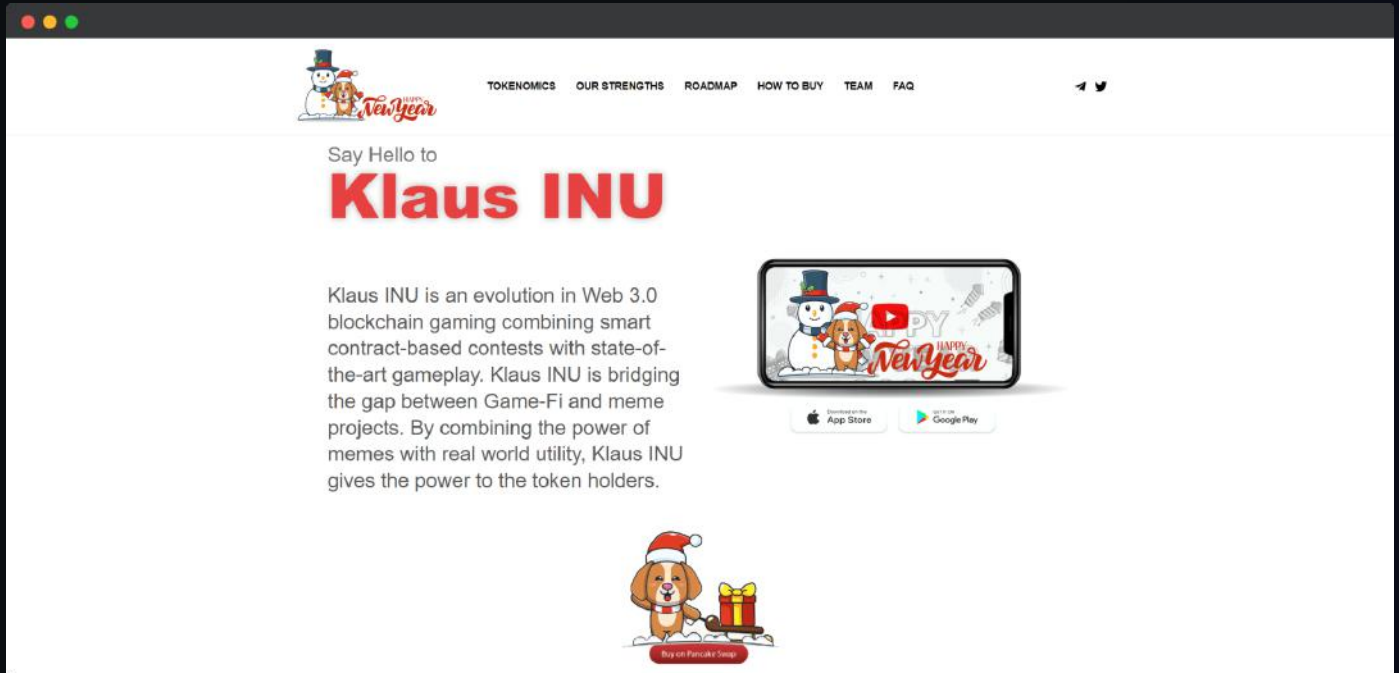 HAPPY
New Year
TOKENOMICS OUR STRENGTHS ROADMAP HOW TO BUY TEAM FAQ
Say Hello to
Klaus INU
Klaus INU is an evolution in Web 3.0
blockchain gaming combining smart
contract-based contests with state-of-
the-art gameplay. Klaus INU is bridging
the gap between Game-Fi and meme
projects. By combining the power of
memes with real world utility, Klaus INU
gives the power to the token holders.
HAPPY
HAPPY
New Year
Download on the
App Store
GET IT ON
Google Play
Buy on Pancake Swap